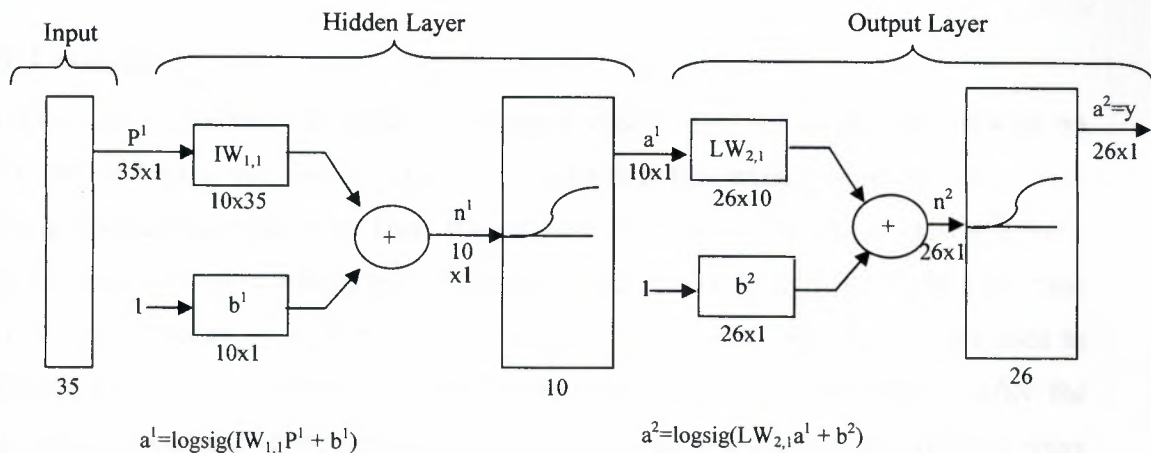 Input
Hidden Layer
Output Layer
P¹
35x1
IW₁,₁
10x35
1
b¹
10x1
35
+
n¹
10
x1
10
a¹
10x1
LW₂,₁
26x10
1
b²
26x1
+
n²
26x1
26
a²=y
26x1
a¹=logsig(IW₁,₁P¹ + b¹)
a²=logsig(LW₂,₁a¹ + b²)